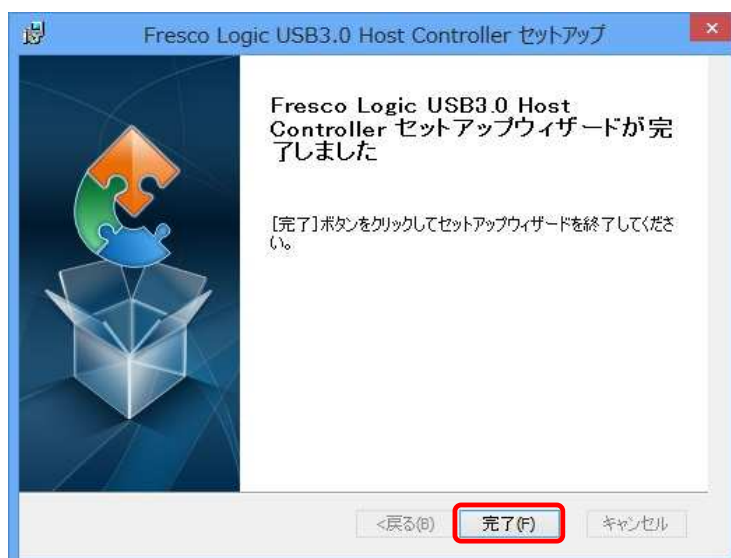 Fresco Logic USB3.0 Host Controller セットアップ
Fresco Logic USB3.0 Host
Controller セットアップウィザードが完
了しました
[完了]ボタンをクリックしてセットアップウィザードを終了してくださ
い。
<戻る(B)
完了(F)
キャンセル